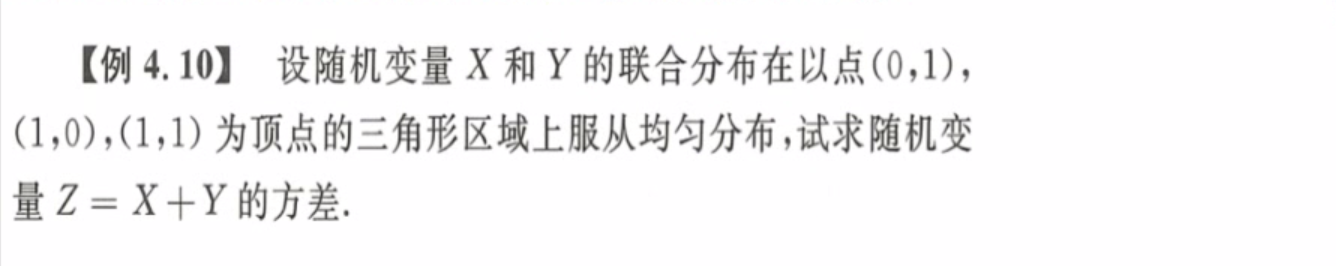 【例 4.10】 设随机变量 X 和 Y 的联合分布在以点(0,1),
(1,0),(1,1) 为顶点的三角形区域上服从均匀分布,试求随机变
量 Z = X+Y 的方差.